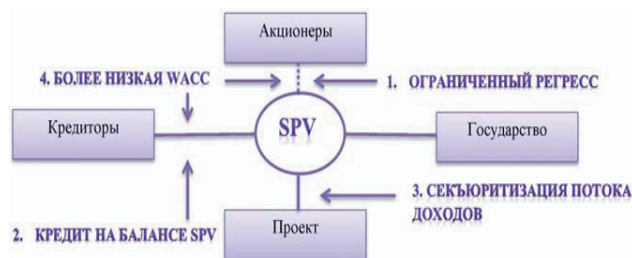 Акционеры
4. БОЛЕЕ НИЗКАЯ WACC
1. ОГРАНИЧЕННЫЙ РЕГРЕСС
Кредиторы
SPV
Государство
3. СЕКЪЮРИТИЗАЦИЯ ПОТОКА
ДОХОДОВ
2. КРЕДИТ НА БАЛАНСЕ SPV
Проект